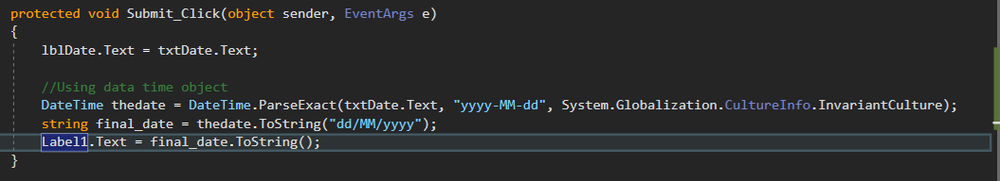 protected void Submit_Click(object sender, EventArgs e)
{
lblDate.Text = txtDate.Text;
//Using data time object
DateTime thedate = DateTime.ParseExact(txtDate.Text, "yyyy-MM-dd", System.Globalization.CultureInfo.InvariantCulture);
string final_date = thedate.ToString("dd/MM/yyyy");
Label1.Text = final_date.ToString();
}